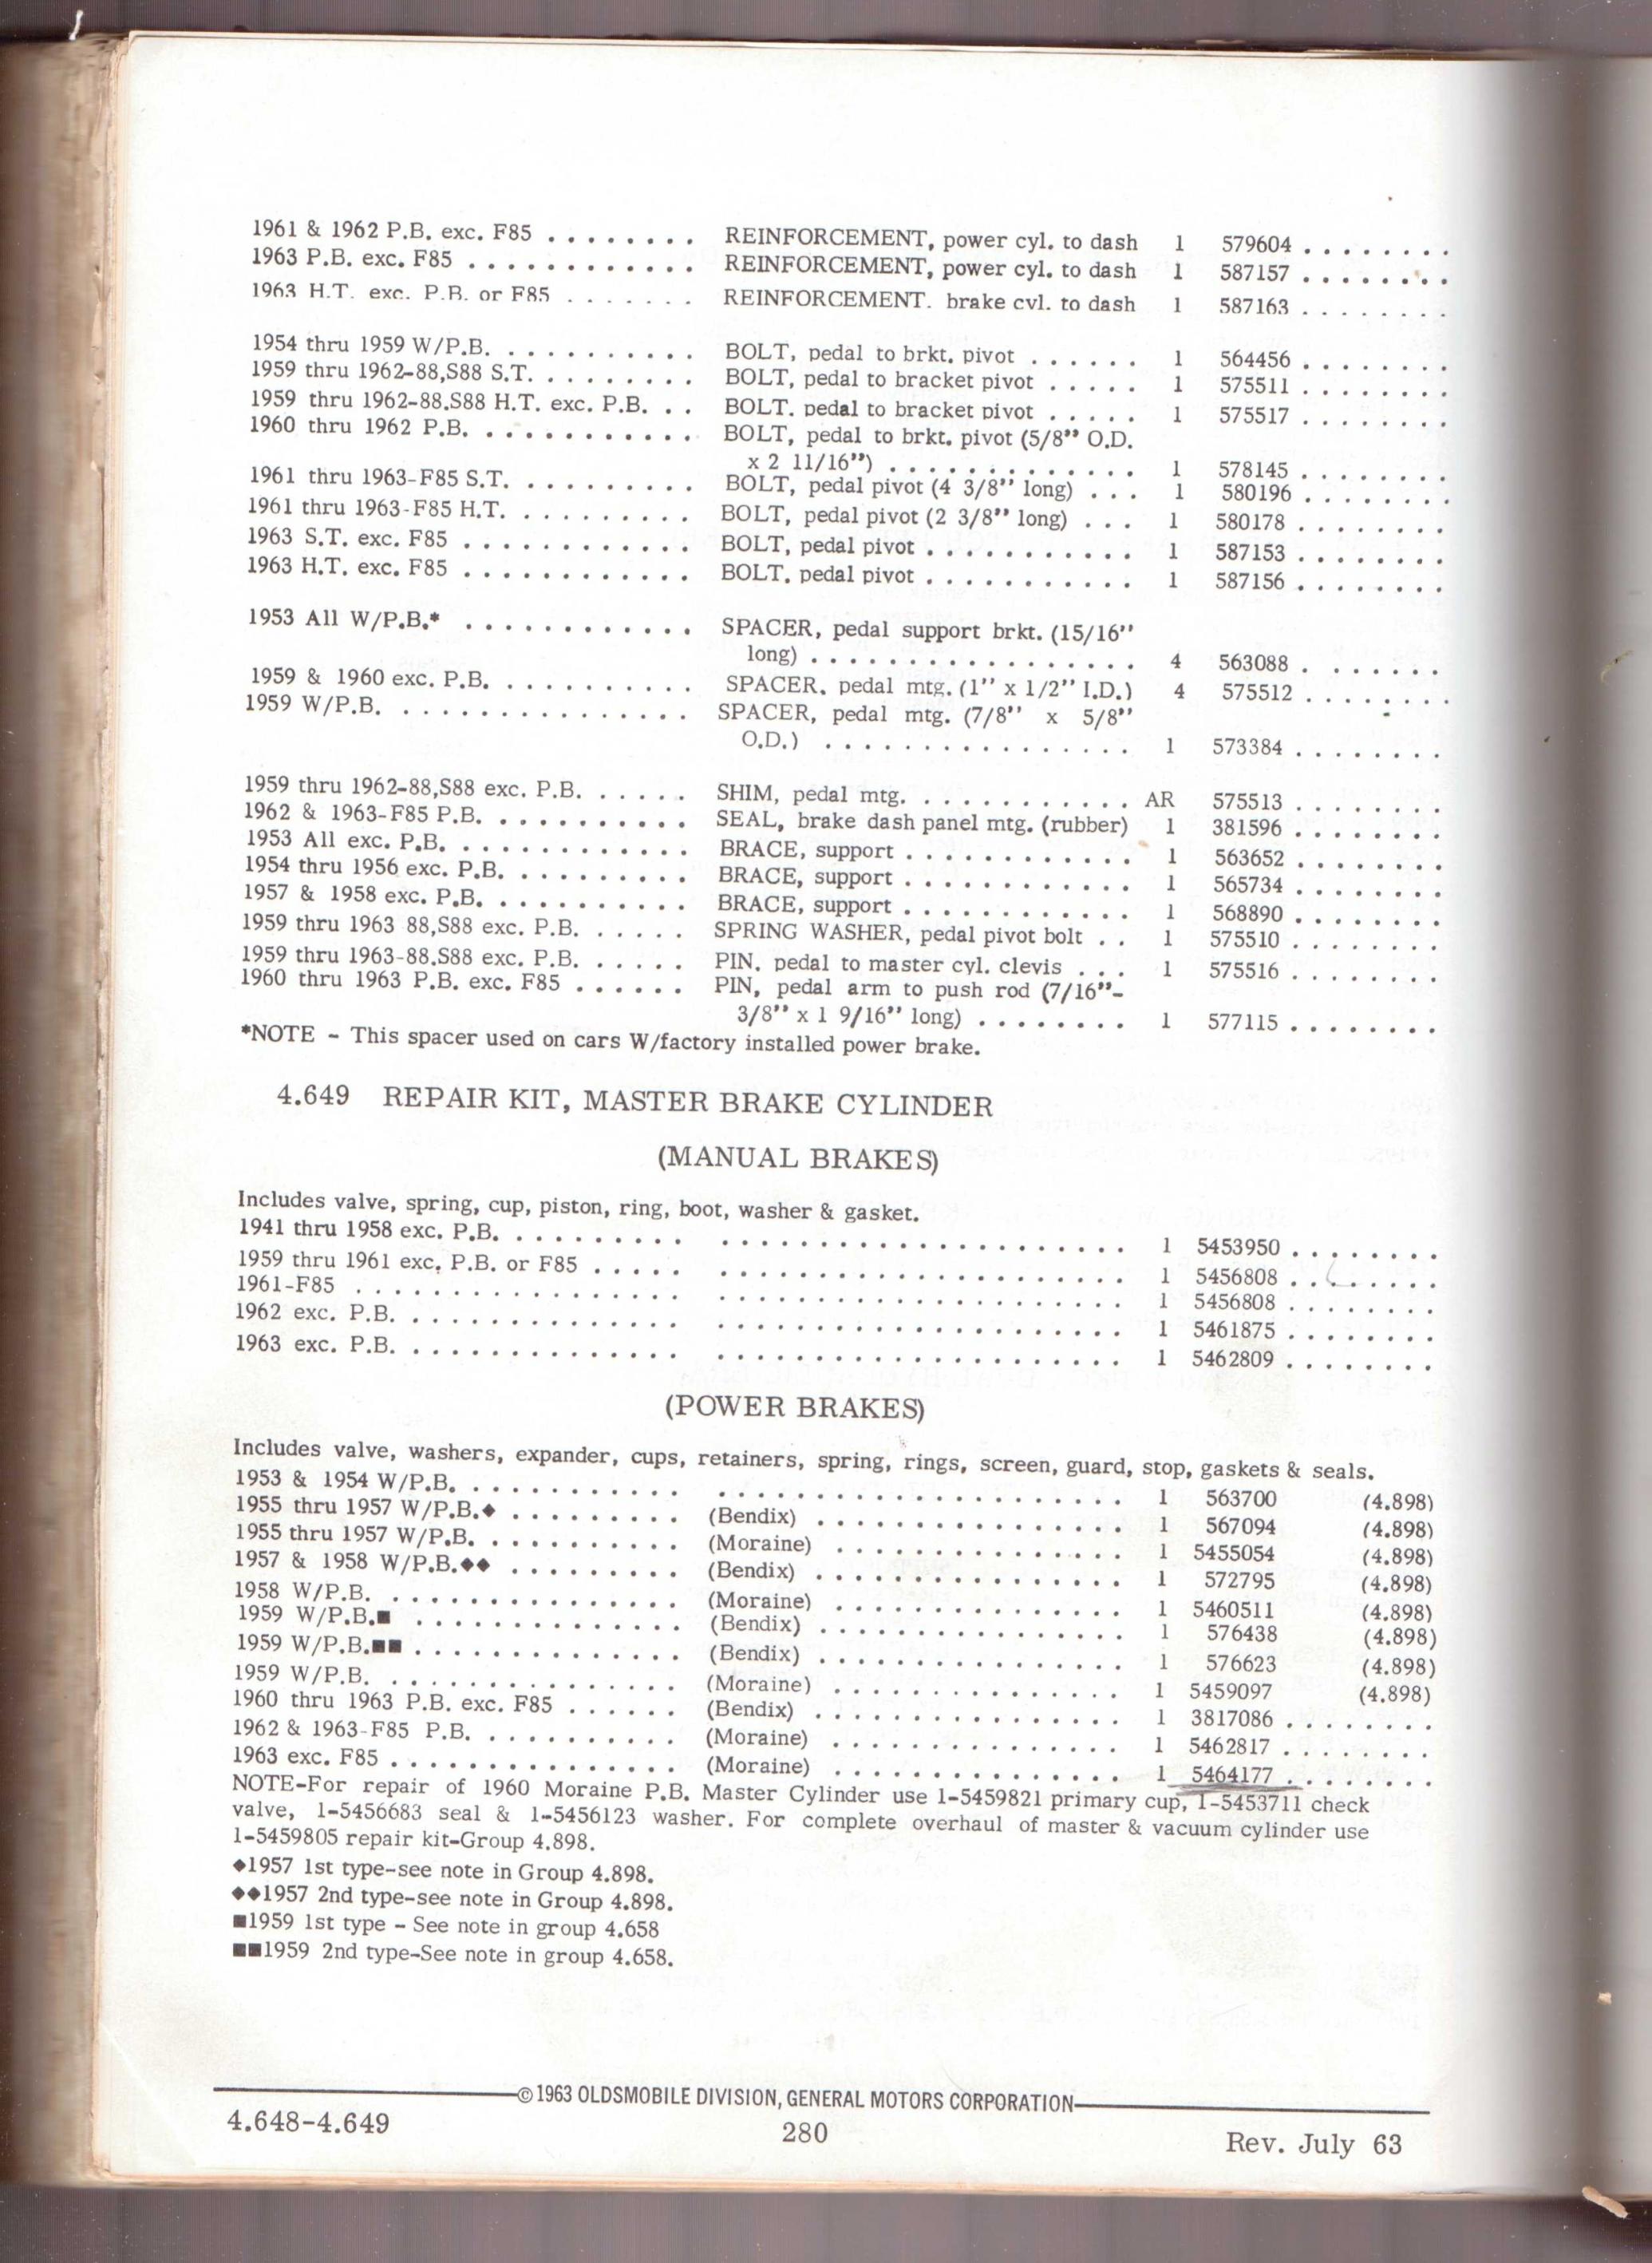 1961 & 1962 P.B. exc. F85 . . . . . . . . REINFORCEMENT, power cyl. to dash 1 579604 . . . . . . . .
1963 P.B. exc. F85 . . . . . . . . . . . . REINFORCEMENT, power cyl. to dash 1 587157 . . . . . . . .
1963 H.T. exc. P.B. or F85 . . . . . . . REINFORCEMENT. brake cyl. to dash 1 587163 . . . . . . . .
1954 thru 1959 W/P.B. . . . . . . . . . . BOLT, pedal to brkt. pivot . . . . . . 1 564456 . . . . . . . .
1959 thru 1962-88,S88 S.T. . . . . . . . . BOLT, pedal to bracket pivot . . . . . 1 575511 . . . . . . . .
1959 thru 1962-88.S88 H.T. exc. P.B. . . BOLT. pedal to bracket pivot . . . . . 1 575517 . . . . . . . .
1960 thru 1962 P.B. . . . . . . . . . . . BOLT, pedal to brkt. pivot (5/8" O.D.
x 2 11/16") . . . . . . . . . . . . . 1 578145 . . . . . . . .
1961 thru 1963-F85 S.T. . . . . . . . . . BOLT, pedal pivot (4 3/8" long) . . . 1 580196 . . . . . . . .
1961 thru 1963-F85 H.T. . . . . . . . . . BOLT, pedal pivot (2 3/8" long) . . . 1 580178 . . . . . . . .
1963 S.T. exc. F85 . . . . . . . . . . . . BOLT, pedal pivot . . . . . . . . . . . 1 587153 . . . . . . . .
1963 H.T. exc. F85 . . . . . . . . . . . . BOLT. pedal pivot . . . . . . . . . . . 1 587156 . . . . . . . .
1953 All W/P.B.* . . . . . . . . . . . . SPACER, pedal support brkt. (15/16"
long) . . . . . . . . . . . . . . . . . 4 563088 . . . . . . .
1959 & 1960 exc. P.B. . . . . . . . . . . SPACER. pedal mtg. (1" x 1/2" I.D.) 4 575512 . . . . . . . .
1959 W/P.B. . . . . . . . . . . . . . . . SPACER, pedal mtg. (7/8" x 5/8"
O.D.) . . . . . . . . . . . . . . . . 1 573384 . . . . . . . .
1959 thru 1962-88,S88 exc. P.B. . . . . . SHIM, pedal mtg. . . . . . . . . . . . AR 575513 . . . . . . . .
1962 & 1963-F85 P.B. . . . . . . . . . . SEAL, brake dash panel mtg. (rubber) 1 381596 . . . . . . . .
1953 All exc. P.B. . . . . . . . . . . . . BRACE, support . . . . . . . . . . . . 1 563652 . . . . . . . .
1954 thru 1956 exc. P.B. . . . . . . . . . BRACE, support . . . . . . . . . . . . 1 565734 . . . . . . . .
1957 & 1958 exc. P.B. . . . . . . . . . . BRACE, support . . . . . . . . . . . . 1 568890 . . . . . . . .
1959 thru 1963 88,S88 exc. P.B. . . . . . SPRING WASHER, pedal pivot bolt . . 1 575510 . . . . . . . .
1959 thru 1963-88.S88 exc. P.B. . . . . . PIN. pedal to master cyl. clevis . . . 1 575516 . . . . . . . .
1960 thru 1963 P.B. exc. F85 . . . . . . PIN, pedal arm to push rod (7/16"-
3/8" x 1 9/16" long) . . . . . . . . 1 577115 . . . . . . . .
*NOTE - This spacer used on cars W/factory installed power brake.
4.649 REPAIR KIT, MASTER BRAKE CYLINDER
(MANUAL BRAKES)
Includes valve, spring, cup, piston, ring, boot, washer & gasket.
1941 thru 1958 exc. P.B. . . . . . . . . . . . . . . . . . . . . . . . . . . . . 1 5453950 . . . . . . . .
1959 thru 1961 exc. P.B. or F85 . . . . . . . . . . . . . . . . . . . . . . . . . 1 5456808 . . . . . . . .
1961-F85 . . . . . . . . . . . . . . . . . . . . . . . . . . . . . . . . . . . . 1 5456808 . . . . . . . .
1962 exc. P.B. . . . . . . . . . . . . . . . . . . . . . . . . . . . . . . . . . 1 5461875 . . . . . . . .
1963 exc. P.B. . . . . . . . . . . . . . . . . . . . . . . . . . . . . . . . . . 1 5462809 . . . . . . . .
(POWER BRAKES)
Includes valve, washers, expander, cups, retainers, spring, rings, screen, guard, stop, gaskets & seals.
1953 & 1954 W/P.B. . . . . . . . . . . . . . . . . . . . . . . . . . . . . . . . 1 563700 (4.898)
1955 thru 1957 W/P.B.◆ . . . . . . . . . (Bendix) . . . . . . . . . . . . . . . . 1 567094 (4.898)
1955 thru 1957 W/P.B. . . . . . . . . . . (Moraine) . . . . . . . . . . . . . . . 1 5455054 (4.898)
1957 & 1958 W/P.B.◆◆ . . . . . . . . . (Bendix) . . . . . . . . . . . . . . . . 1 572795 (4.898)
1958 W/P.B. . . . . . . . . . . . . . . . (Moraine) . . . . . . . . . . . . . . . 1 5460511 (4.898)
1959 W/P.B.■ . . . . . . . . . . . . . . (Bendix) . . . . . . . . . . . . . . . . 1 576438 (4.898)
1959 W/P.B.■■ . . . . . . . . . . . . . . (Bendix) . . . . . . . . . . . . . . . . 1 576623 (4.898)
1959 W/P.B. . . . . . . . . . . . . . . . (Moraine) . . . . . . . . . . . . . . . 1 5459097 (4.898)
1960 thru 1963 P.B. exc. F85 . . . . . . (Bendix) . . . . . . . . . . . . . . . . 1 3817086 . . . . . . . .
1962 & 1963-F85 P.B. . . . . . . . . . . (Moraine) . . . . . . . . . . . . . . . 1 5462817 . . . . . . . .
1963 exc. F85 . . . . . . . . . . . . . . . (Moraine) . . . . . . . . . . . . . . . 1 5464177 . . . . . . . .
NOTE-For repair of 1960 Moraine P.B. Master Cylinder use 1-5459821 primary cup, 1-5453711 check
valve, 1-5456683 seal & 1-5456123 washer. For complete overhaul of master & vacuum cylinder use
1-5459805 repair kit-Group 4.898.
◆1957 1st type-see note in Group 4.898.
◆◆1957 2nd type-see note in Group 4.898.
■1959 1st type - See note in group 4.658
■■1959 2nd type-See note in group 4.658.
©1963 OLDSMOBILE DIVISION, GENERAL MOTORS CORPORATION
4.648-4.649 280 Rev. July 63